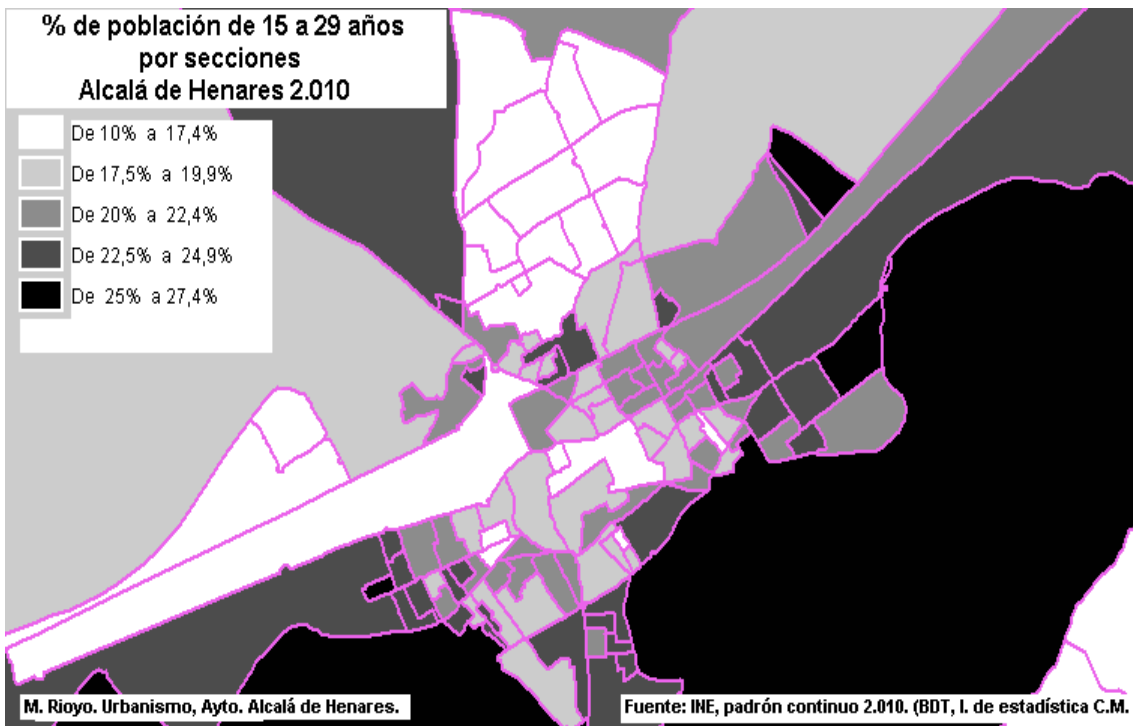 % de población de 15 a 29 años
por secciones
Alcalá de Henares 2.010
De 10% a 17,4%
De 17,5% a 19,9%
De 20% a 22,4%
De 22,5% a 24,9%
De 25% a 27,4%
M. Rioyo. Urbanismo, Ayto. Alcalá de Henares.
Fuente: INE, padrón continuo 2.010. (BDT, I. de estadística C.M.